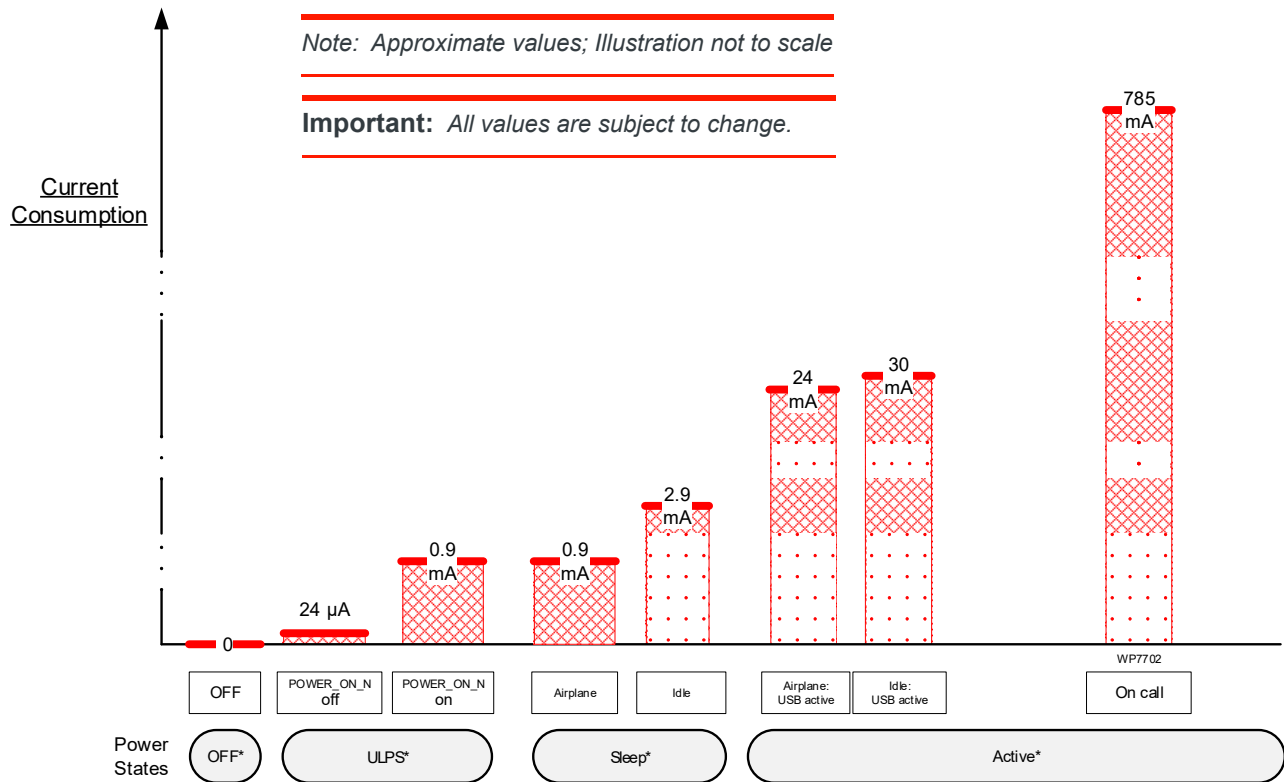 Note: Approximate values; Illustration not to scale
Important: All values are subject to change.
Current
Consumption
785
mA
24
mA
30
mA
2.9
mA
0.9
mA
0.9
mA
24 µA
0
WP7702
OFF
POWER_ON_N
off
POWER_ON_N
on
Airplane
Idle
Airplane:
USB active
Idle:
USB active
On call
Power
States
OFF*
ULPS*
Sleep*
Active*